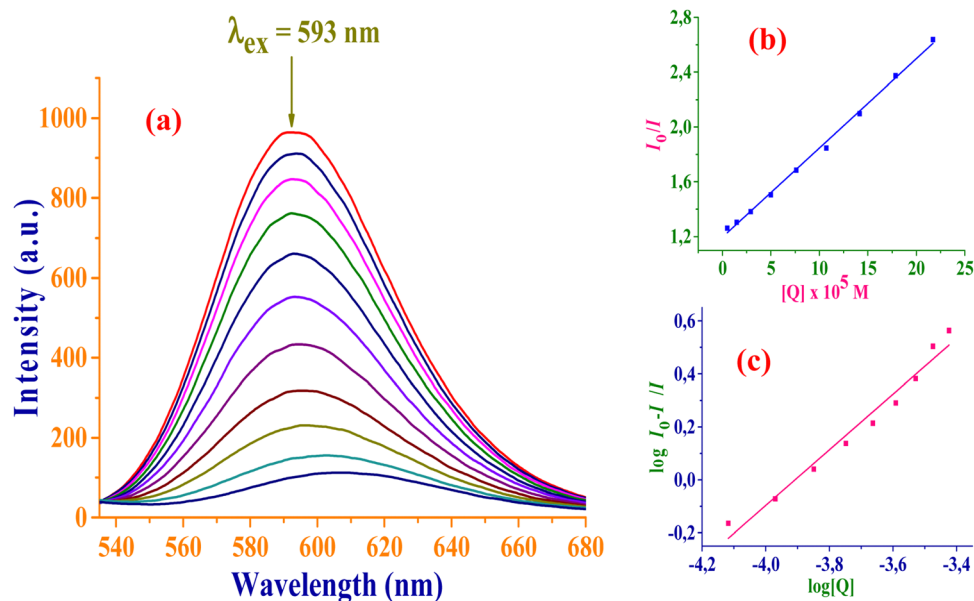 λex = 593 nm
(a)
1000
800
600
400
200
0
Intensity (a.u.)
540 560 580 600 620 640 660 680
Wavelength (nm)
(b)
2,8
2,4
2,0
1,6
1,2
I0/I
0 5 10 15 20 25
[Q] x 10^5 M
(c)
0,6
0,4
0,2
0,0
-0,2
log I0-I /I
-4,2 -4,0 -3,8 -3,6 -3,4
log[Q]